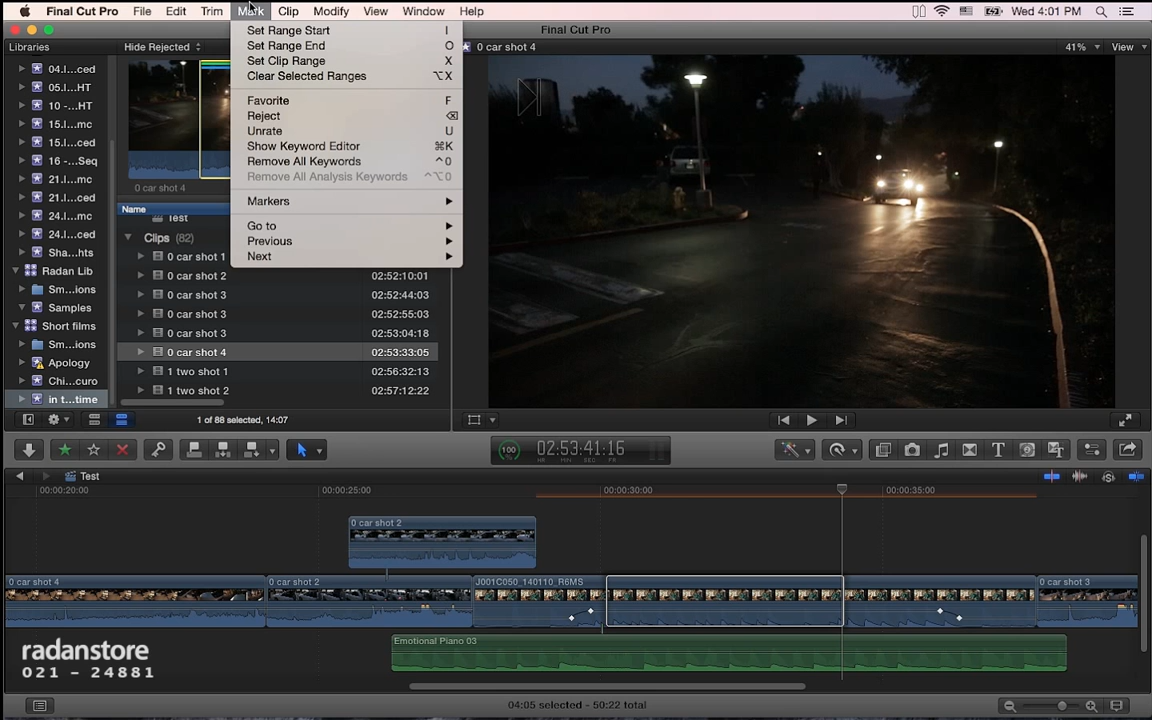 Final Cut Pro File Edit Trim Mark Clip Modify View Window Help Wed 4:01 PM
Final Cut Pro
Libraries
Hide Rejected
0 car shot 4
41%
View
04.l...ced
05.l...HT
10 -...HT
15.l...mc
15.l...ced
16 -...Seq
21.l...mc
21.l...ced
24.l...mc
24.l...ced
Sha...hts
Radan Lib
Sm...ions
Samples
Short films
Sm...ions
Apology
Chi...curo
in t...time
0 car shot 4
Name
Test
Clips (82)
0 car shot 1
0 car shot 2 02:52:10:01
0 car shot 3 02:52:44:03
0 car shot 3 02:52:55:03
0 car shot 3 02:53:04:18
0 car shot 4 02:53:33:05
1 two shot 1 02:56:32:13
1 two shot 2 02:57:12:22
Set Range Start I
Set Range End O
Set Clip Range X
Clear Selected Ranges ⌥X
Favorite F
Reject ⌫
Unrate U
Show Keyword Editor ⌘K
Remove All Keywords ^0
Remove All Analysis Keywords ^⌥0
Markers
Go to
Previous
Next
1 of 88 selected, 14:07
100 02:53:41:16
HR MIN SEC FR
Test
00:00:20:00 00:00:25:00 00:00:30:00 00:00:35:00
0 car shot 2
0 car shot 4 0 car shot 2 J001C050_140110_R6MS 0 car shot 3
Emotional Piano 03
radanstore
021 - 24881
04:05 selected - 50:22 total